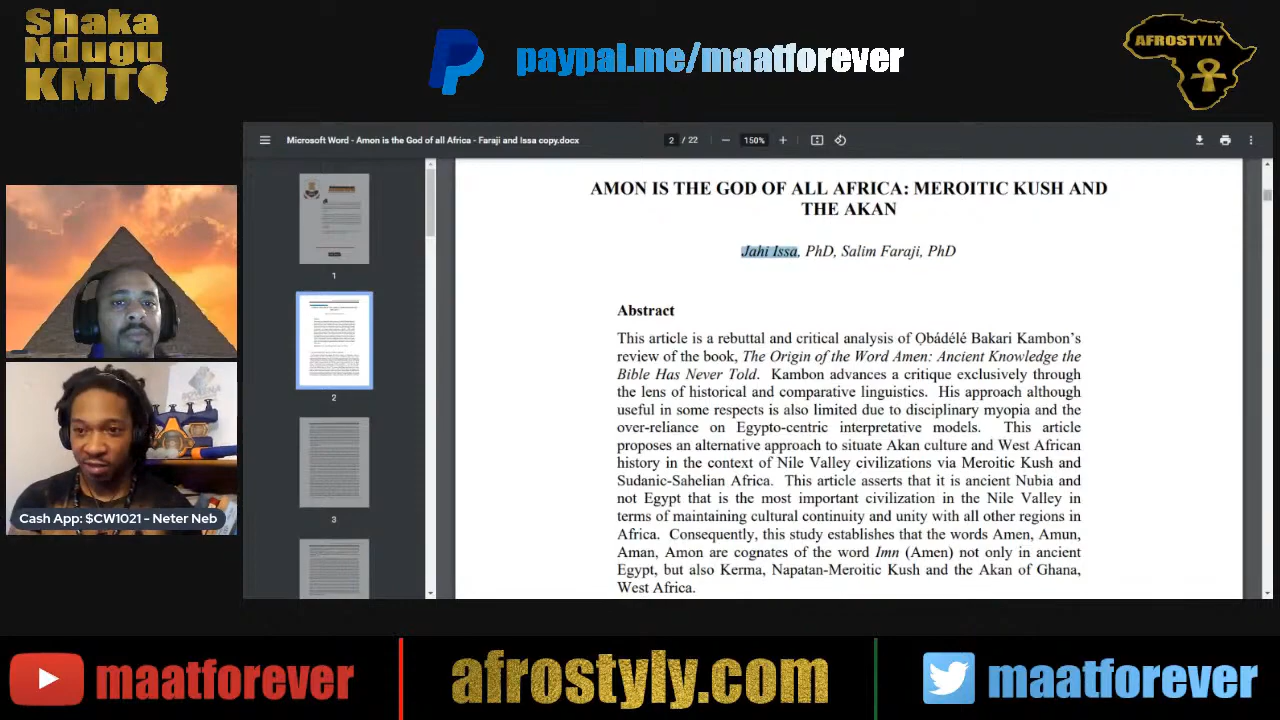 Shaka
Ndugu
KMT
paypal.me/maatforever
AFROSTYLY
Microsoft Word - Amon is the God of all Africa - Faraji and Issa copy.docx
2 / 22
150%
1
2
3
AMON IS THE GOD OF ALL AFRICA: MEROITIC KUSH AND
THE AKAN
Jahi Issa, PhD, Salim Faraji, PhD
Abstract
This article is a rebuttal and critical analysis of Ọbádélé Bakari Kambon's
review of the book, The Origin of the Word Amen: Ancient Knowledge the
Bible Has Never Told. Kambon advances a critique exclusively through
the lens of historical and comparative linguistics. His approach although
useful in some respects is also limited due to disciplinary myopia and the
over-reliance on Egypto-centric interpretative models. This article
proposes an alternative approach to situate Akan culture and West African
history in the context of Nile Valley civilizations via Meroitic Kush and
Sudanic-Sahelian Africa. This article asserts that it is ancient Nubia and
not Egypt that is the most important civilization in the Nile Valley in
terms of maintaining cultural continuity and unity with all other regions in
Africa. Consequently, this study establishes that the words Amen, Amun,
Aman, Amon are cognates of the word Imn (Amen) not only in ancient
Egypt, but also Kerma, Napatan-Meroitic Kush and the Akan of Ghana,
West Africa.
Cash App: $CW1021 - Neter Neb
maatforever
afrostyly.com
maatforever